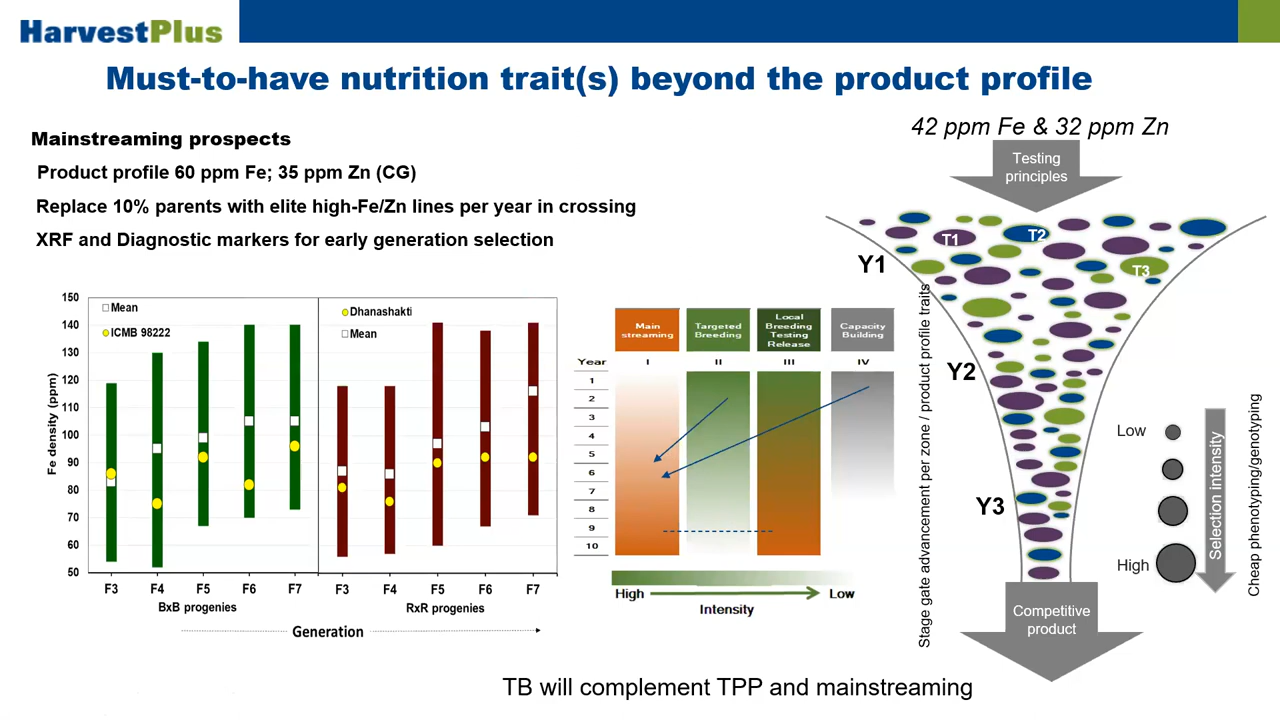 HarvestPlus
Must-to-have nutrition trait(s) beyond the product profile
Mainstreaming prospects
Product profile 60 ppm Fe; 35 ppm Zn (CG)
Replace 10% parents with elite high-Fe/Zn lines per year in crossing
XRF and Diagnostic markers for early generation selection
Fe density (ppm)
150
140
130
120
110
100
90
80
70
60
50
Mean
ICMB 98222
Dhanashakti
Mean
F3 F4 F5 F6 F7 F3 F4 F5 F6 F7
BxB progenies RxR progenies
Generation
Main streaming
Targeted Breeding
Local Breeding Testing Release
Capacity Building
Year I II III IV
1
2
3
4
5
6
7
8
9
10
High Low
Intensity
42 ppm Fe & 32 ppm Zn
Testing
principles
T1
T2
T3
Y1
Y2
Y3
Stage gate advancement per zone / product profile traits
Low
High
Selection intensity
Cheap phenotyping/genotyping
Competitive
product
TB will complement TPP and mainstreaming